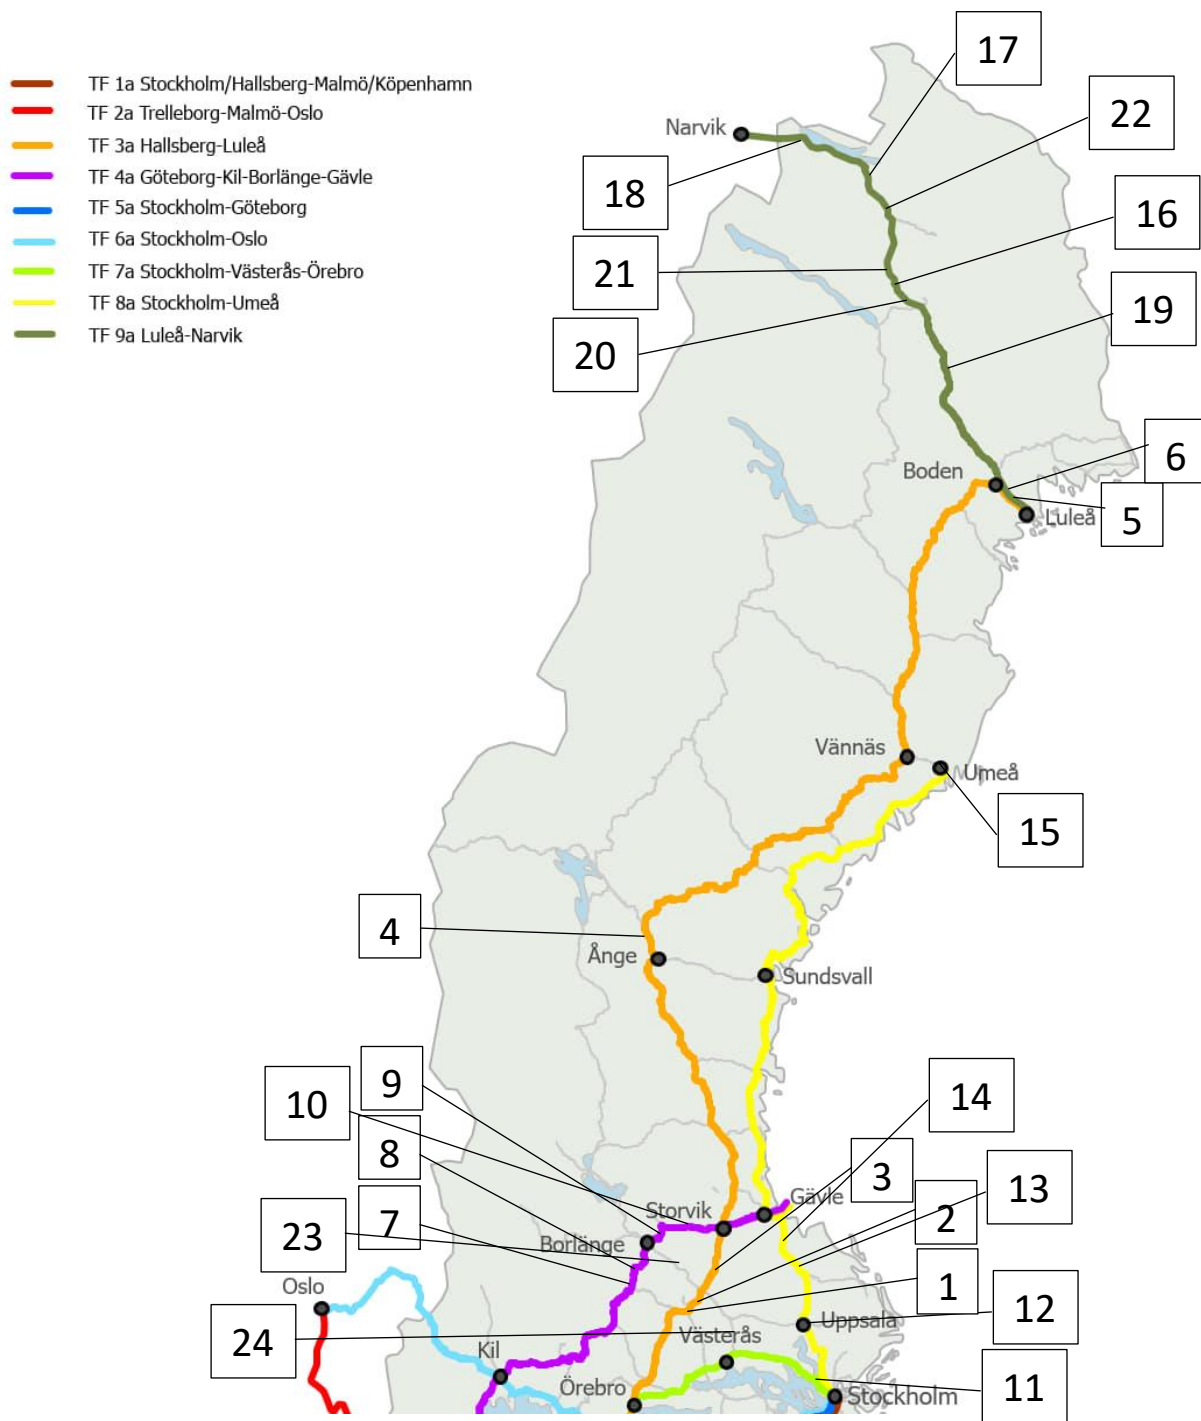 TF 1a Stockholm/Hallsberg-Malmö/Köpenhamn
TF 2a Trelleborg-Malmö-Oslo
TF 3a Hallsberg-Luleå
TF 4a Göteborg-Kil-Borlänge-Gävle
TF 5a Stockholm-Göteborg
TF 6a Stockholm-Oslo
TF 7a Stockholm-Västerås-Örebro
TF 8a Stockholm-Umeå
TF 9a Luleå-Narvik
17
22
Narvik
18
16
21
19
20
6
Boden
5
Luleå
Vännäs
Umeå
15
4
Ånge
Sundsvall
9
10
14
8
3
13
Gävle
Storvik
7
2
23
Borlänge
1
Oslo
12
Uppsala
24
Västerås
Kil
11
Örebro
Stockholm